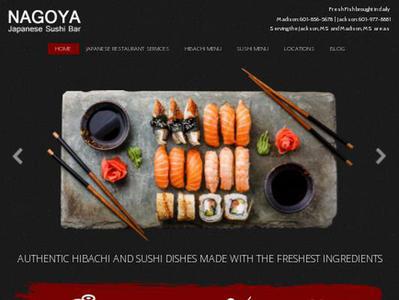 NAGOYA
Japanese Sushi Bar
Fresh Fish brought in daily
Madison: 601-856-5678 | Jackson: 601-977-8881
Serving the Jackson, MS and Madison, MS areas
HOME JAPANESE RESTAURANT SERVICES HIBACHI MENU SUSHI MENU LOCATIONS BLOG
AUTHENTIC HIBACHI AND SUSHI DISHES MADE WITH THE FRESHEST INGREDIENTS